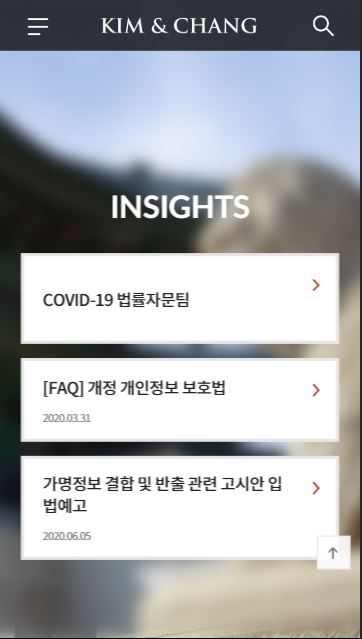 KIM & CHANG
INSIGHTS
COVID-19 법률자문팀
[FAQ] 개정 개인정보 보호법
2020.03.31
가명정보 결합 및 반출 관련 고시안 입
법예고
2020.06.05